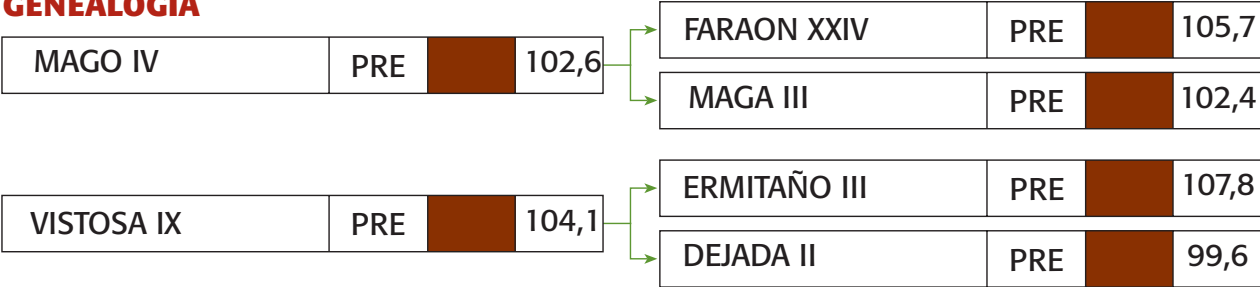 GENEALOGÍA
MAGO IV PRE 102,6
FARAON XXIV PRE 105,7
MAGA III PRE 102,4
VISTOSA IX PRE 104,1
ERMITAÑO III PRE 107,8
DEJADA II PRE 99,6